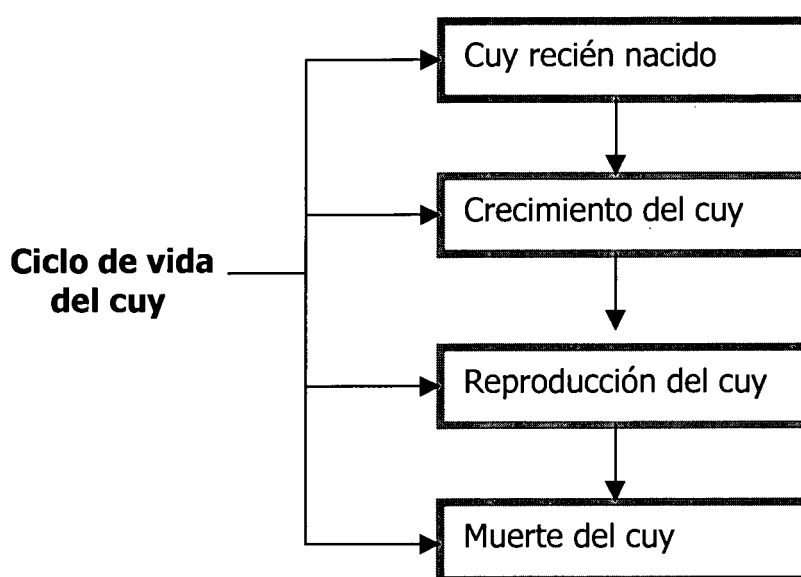 Cuy recién nacido
Crecimiento del cuy
Ciclo de vida
del cuy
Reproducción del cuy
Muerte del cuy